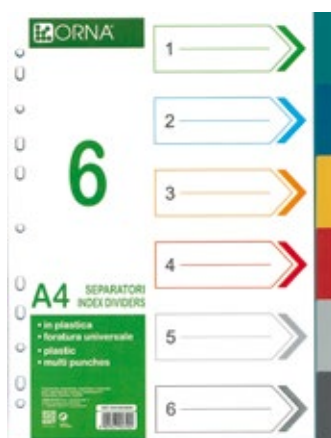 ORNA
1
2
6
3
4
A4 SEPARATORI
INDEX DIVIDERS
• in plastica
• foratura universale
• plastic
• multi punches
5
6